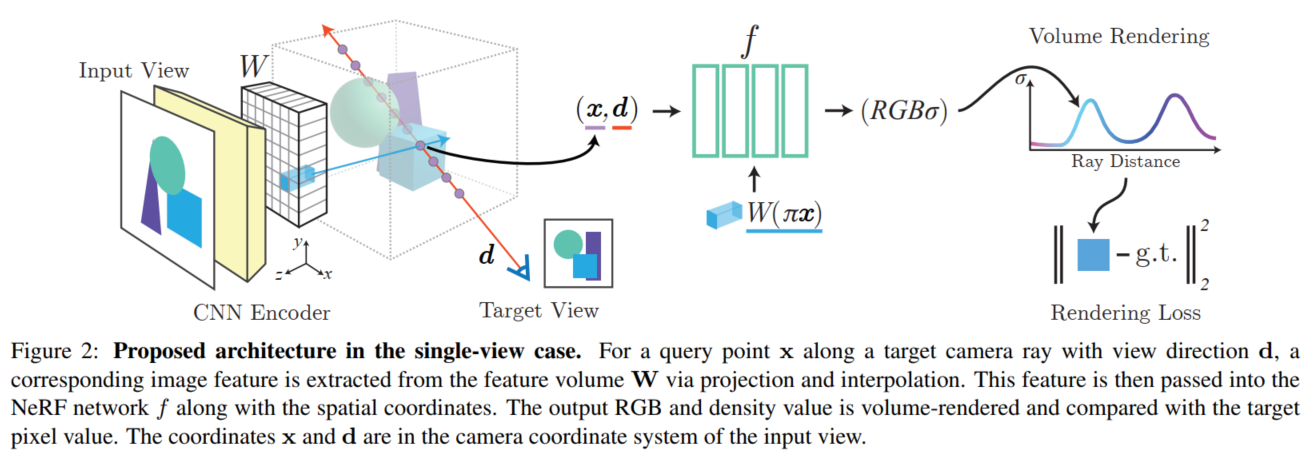 Input View
W
CNN Encoder
y
z
x
d
Target View
(x,d)
f
W(πx)
(RGBσ)
Volume Rendering
σ
Ray Distance
‖ - g.t. ‖ 2 2
Rendering Loss
Figure 2: Proposed architecture in the single-view case. For a query point x along a target camera ray with view direction d, a
corresponding image feature is extracted from the feature volume W via projection and interpolation. This feature is then passed into the
NeRF network f along with the spatial coordinates. The output RGB and density value is volume-rendered and compared with the target
pixel value. The coordinates x and d are in the camera coordinate system of the input view.